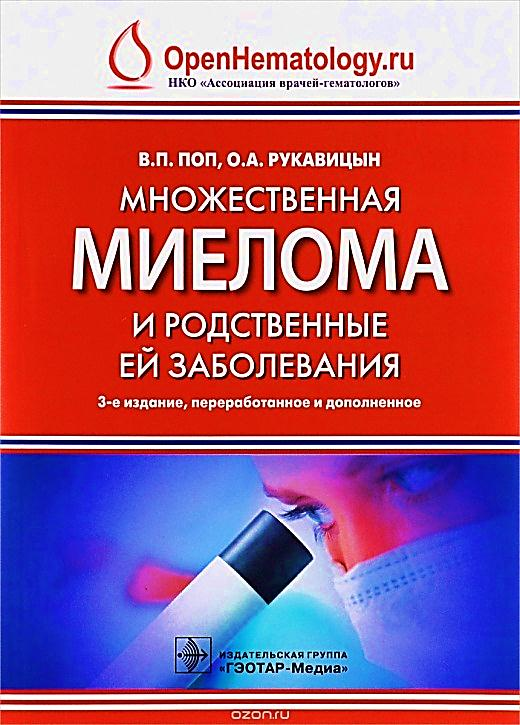 OpenHematology.ru
НКО «Ассоциация врачей-гематологов»
В.П. ПОП, О.А. РУКАВИЦЫН
МНОЖЕСТВЕННАЯ
МИЕЛОМА
И РОДСТВЕННЫЕ
ЕЙ ЗАБОЛЕВАНИЯ
3-е издание, переработанное и дополненное
ИЗДАТЕЛЬСКАЯ ГРУППА
«ГЭОТАР-Медиа»
ozon.ru